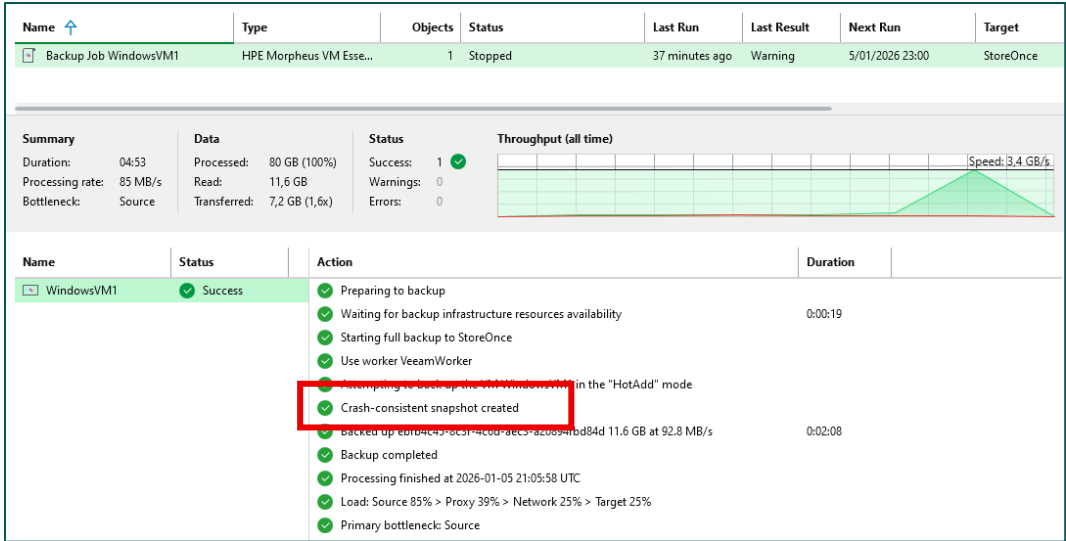 Name Type Objects Status Last Run Last Result Next Run Target
Backup Job WindowsVM1 HPE Morpheus VM Esse... 1 Stopped 37 minutes ago Warning 5/01/2026 23:00 StoreOnce
Summary Data Status Throughput (all time)
Duration: 04:53 Processed: 80 GB (100%) Success: 1 Speed: 3,4 GB/s
Processing rate: 85 MB/s Read: 11,6 GB Warnings: 0
Bottleneck: Source Transferred: 7,2 GB (1,6x) Errors: 0
Name Status Action Duration
WindowsVM1 Success Preparing to backup
Waiting for backup infrastructure resources availability 0:00:19
Starting full backup to StoreOnce
Use worker VeeamWorker
Attempting to back up the VM WindowsVM1 in the "HotAdd" mode
Crash-consistent snapshot created
Backed up 11.6 GB at 92.8 MB/s 0:02:08
Backup completed
Processing finished at 2026-01-05 21:05:58 UTC
Load: Source 85% > Proxy 39% > Network 25% > Target 25%
Primary bottleneck: Source